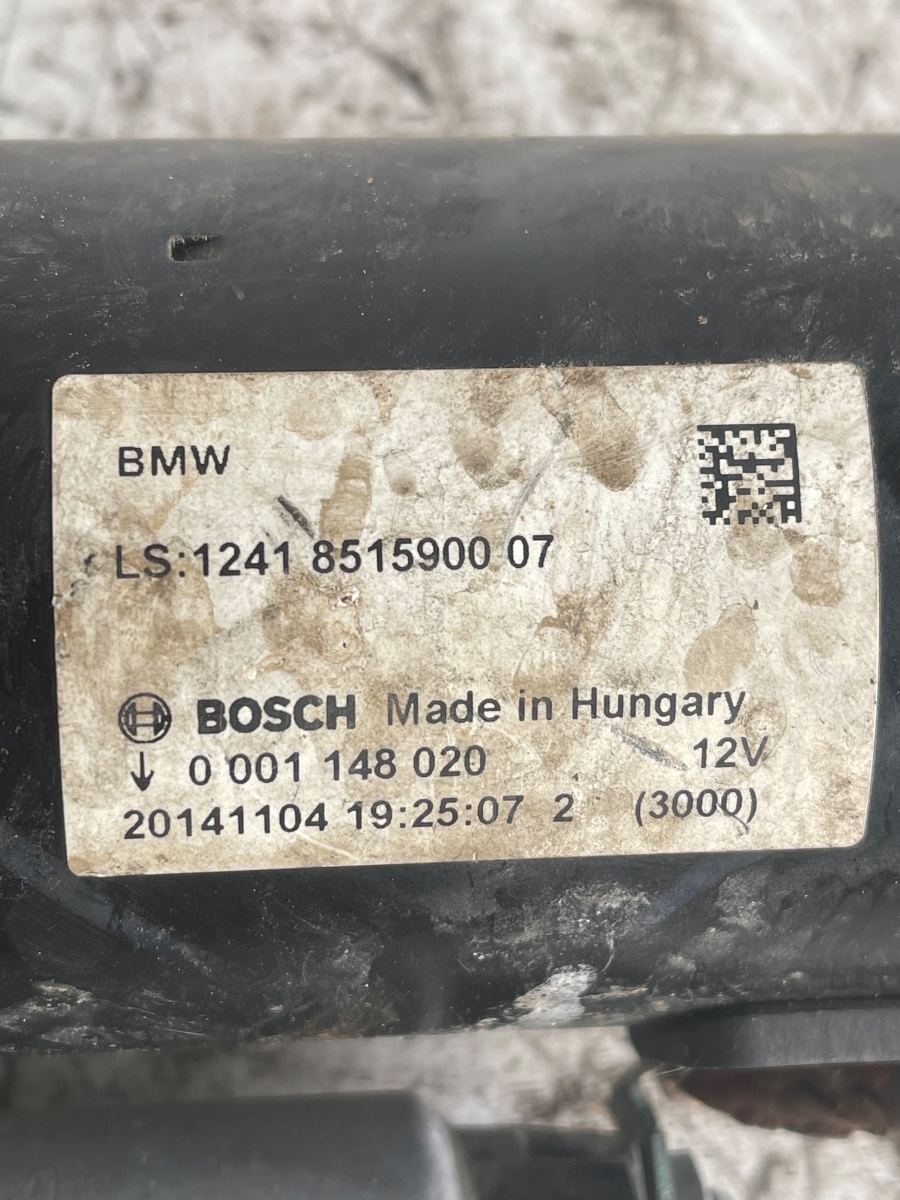 BMW
LS:1241 8515900 07
BOSCH Made in Hungary
↓ 0 001 148 020 12V
20141104 19:25:07 2 (3000)